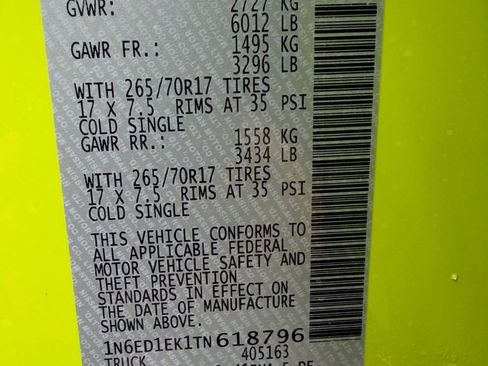 GVWR: 2727 KG
6012 LB
GAWR FR.: 1495 KG
3296 LB
WITH 265/70R17 TIRES
17 X 7.5 RIMS AT 35 PSI
COLD SINGLE
GAWR RR.: 1558 KG
3434 LB
WITH 265/70R17 TIRES
17 X 7.5 RIMS AT 35 PSI
COLD SINGLE
THIS VEHICLE CONFORMS TO
ALL APPLICABLE FEDERAL
MOTOR VEHICLE SAFETY AND
THEFT PREVENTION
STANDARDS IN EFFECT ON
THE DATE OF MANUFACTURE
SHOWN ABOVE.
1N6ED1EK1TN618796
TRUCK 405163